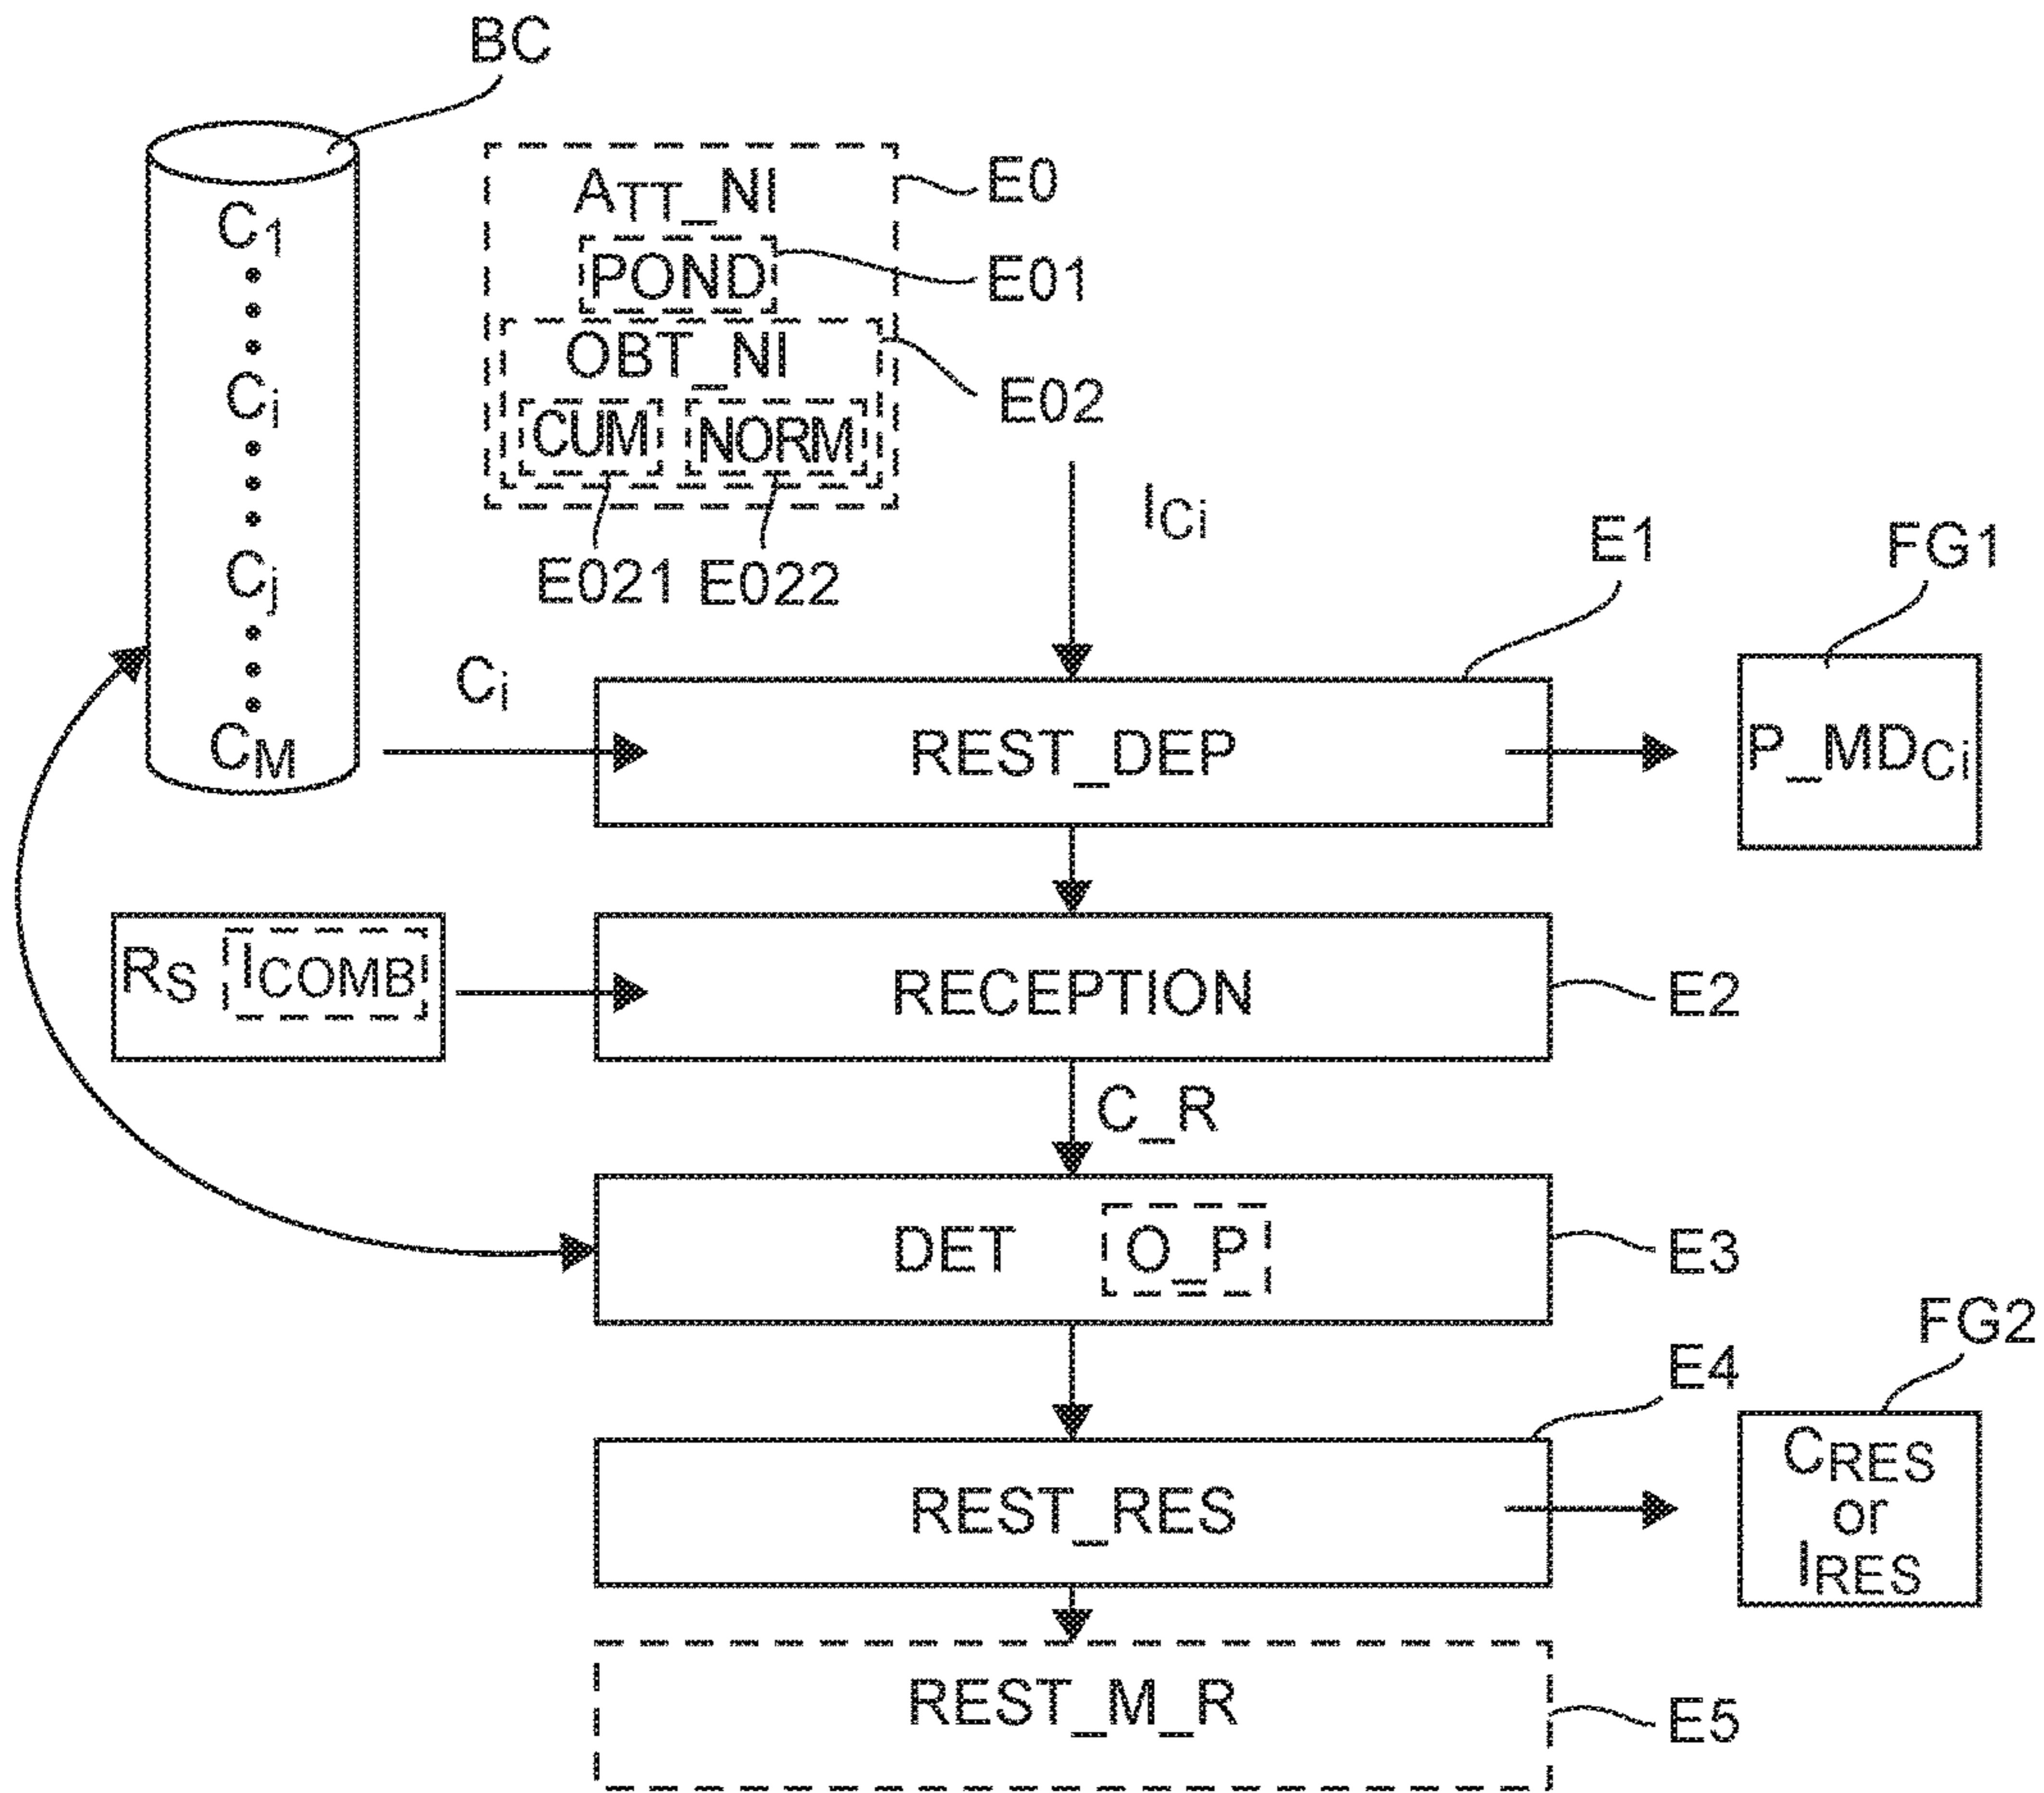 BC
C1
Ci
Cj
CM
ATT_NI
E0
POND
E01
OBT_NI
E02
CUM
NORM
E021
E022
ICi
Ci
REST_DEP
E1
FG1
P_MDCi
RS
ICOMB
RECEPTION
E2
C_R
DET
O_P
E3
REST_RES
E4
FG2
CRES
or
IRES
REST_M_R
E5